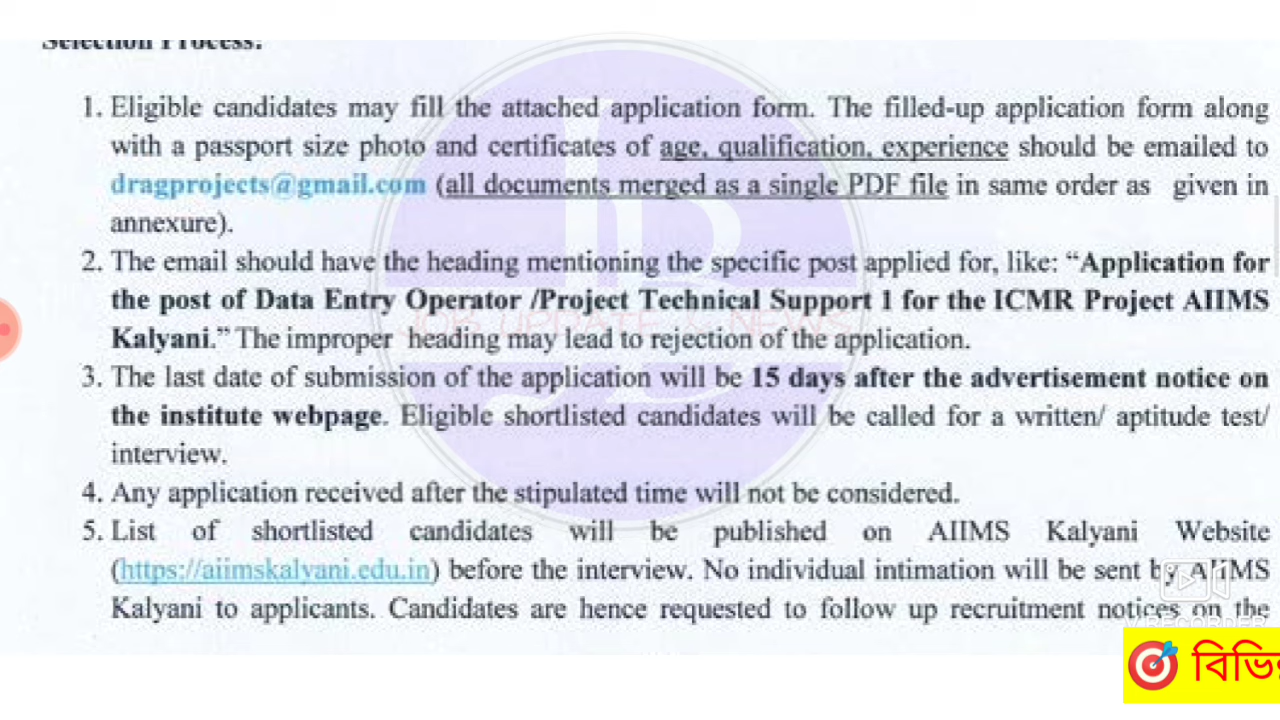 Selection Process:
1. Eligible candidates may fill the attached application form. The filled-up application form along
with a passport size photo and certificates of age, qualification, experience should be emailed to
dragprojects@gmail.com (all documents merged as a single PDF file in same order as given in
annexure).
2. The email should have the heading mentioning the specific post applied for, like: “Application for
the post of Data Entry Operator /Project Technical Support 1 for the ICMR Project AIIMS
Kalyani.” The improper heading may lead to rejection of the application.
JOB UPDATE & NEWS
3. The last date of submission of the application will be 15 days after the advertisement notice on
the institute webpage. Eligible shortlisted candidates will be called for a written/ aptitude test/
interview.
4. Any application received after the stipulated time will not be considered.
5. List of shortlisted candidates will be published on AIIMS Kalyani Website
(https://aiimskalyani.edu.in) before the interview. No individual intimation will be sent by AIIMS
Kalyani to applicants. Candidates are hence requested to follow up recruitment notices on the
V RECORDER